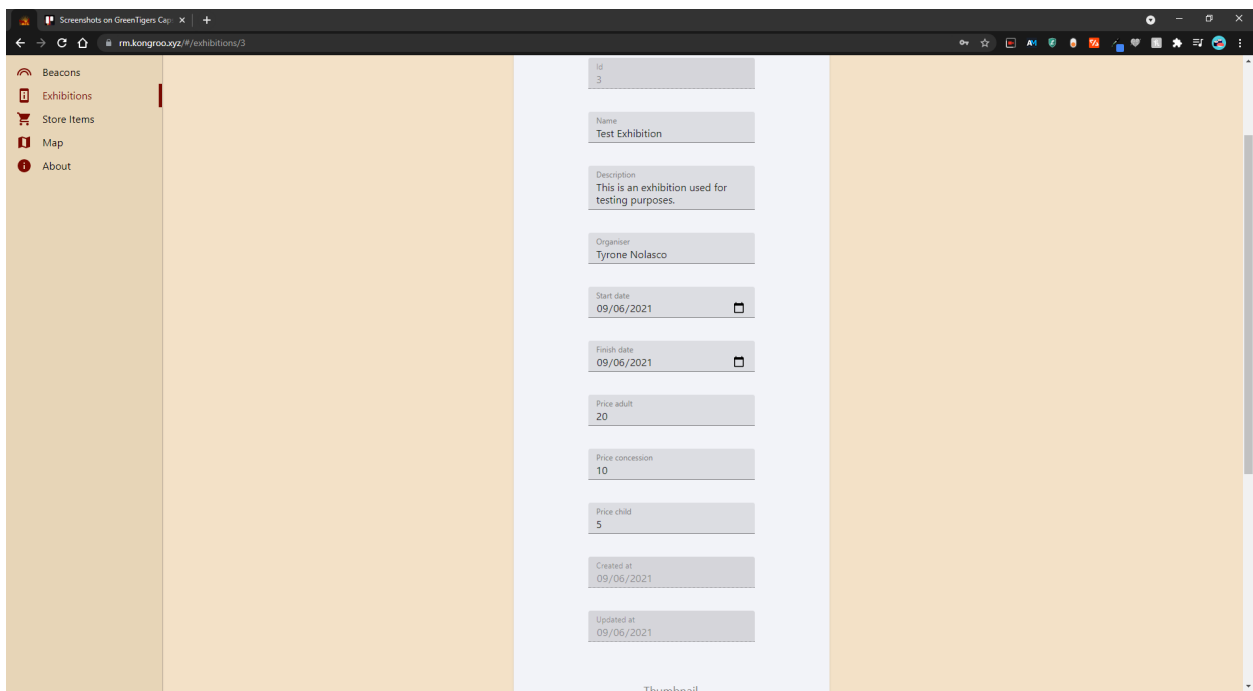 Screenshots on GreenTigers Cap
rm.kongroo.xyz/#/exhibitions/3
Beacons
Exhibitions
Store Items
Map
About
Id
3
Name
Test Exhibition
Description
This is an exhibition used for
testing purposes.
Organiser
Tyrone Nolasco
Start date
09/06/2021
Finish date
09/06/2021
Price adult
20
Price concession
10
Price child
5
Created at
09/06/2021
Updated at
09/06/2021
Thumbnail